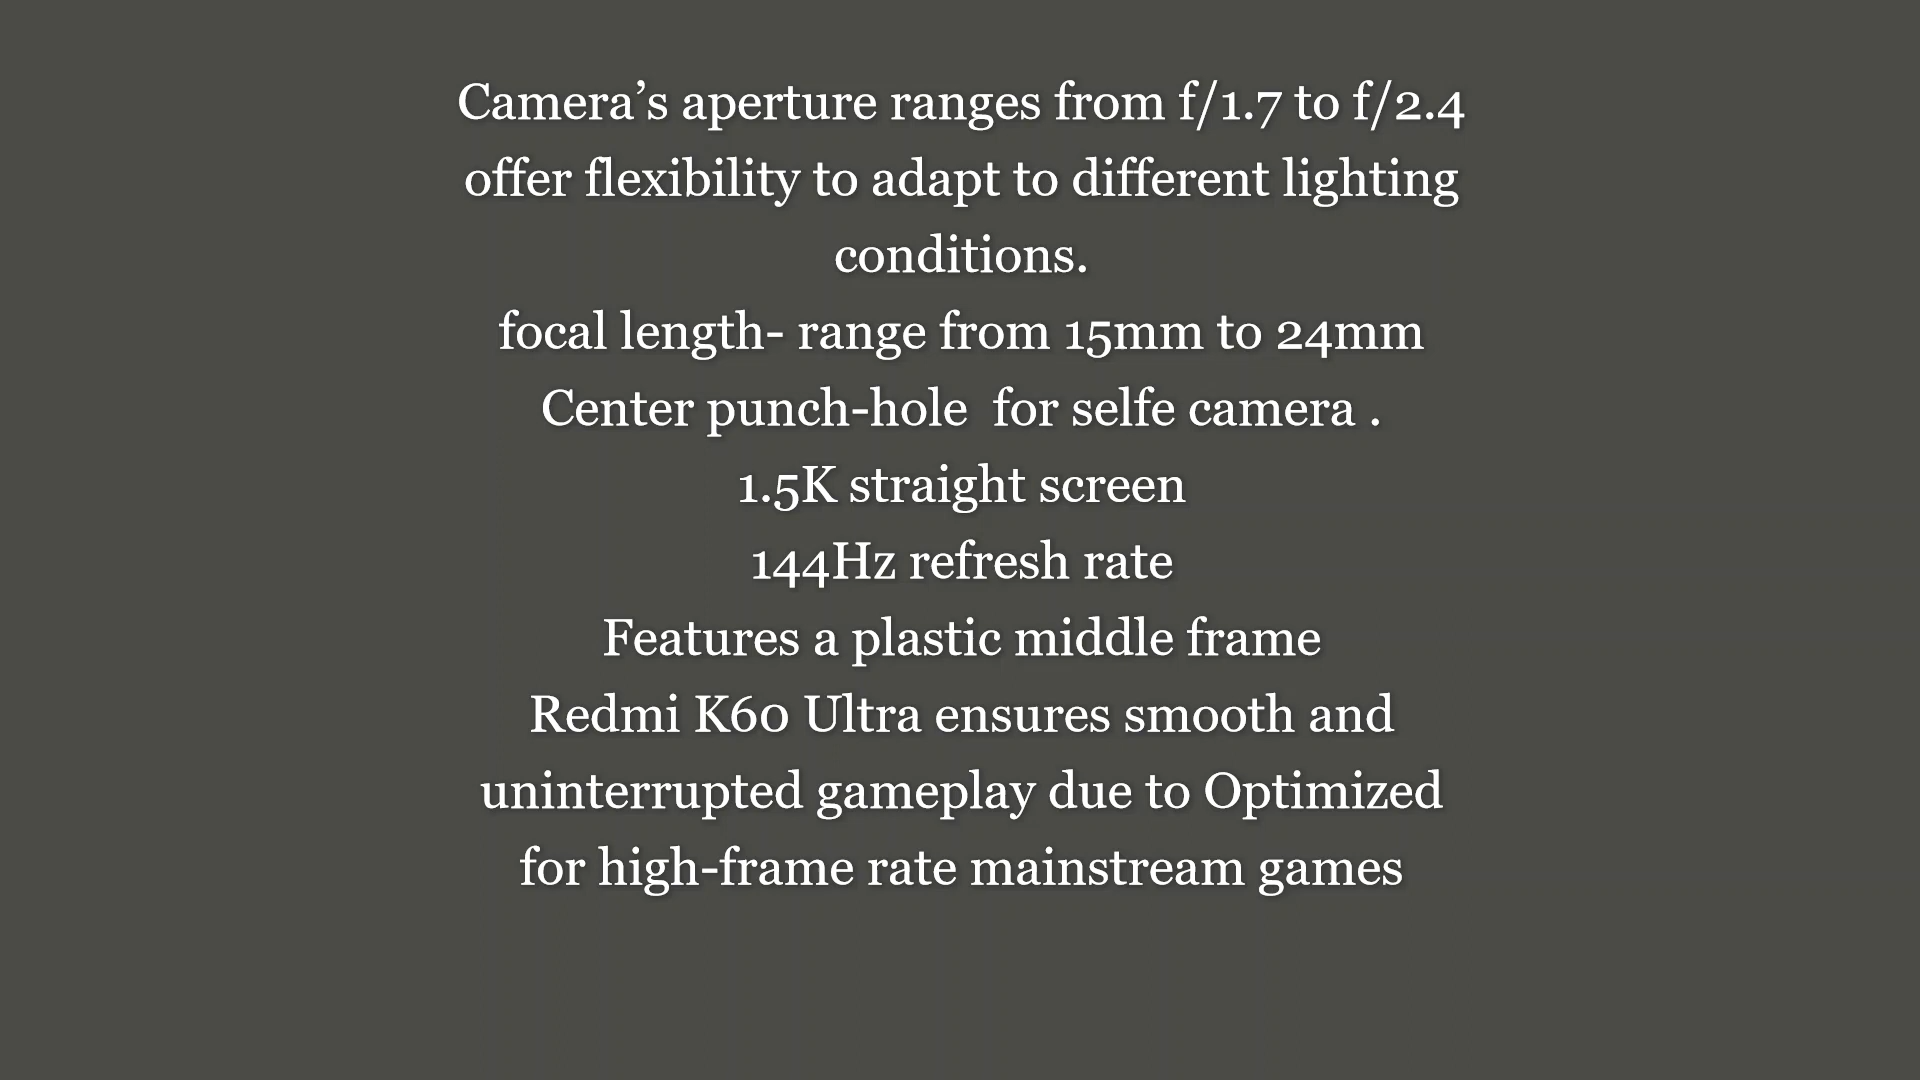 Camera’s aperture ranges from f/1.7 to f/2.4
offer flexibility to adapt to different lighting
conditions.
focal length- range from 15mm to 24mm
Center punch-hole  for selfe camera .
1.5K straight screen
144Hz refresh rate
Features a plastic middle frame
Redmi K60 Ultra ensures smooth and
uninterrupted gameplay due to Optimized
for high-frame rate mainstream games